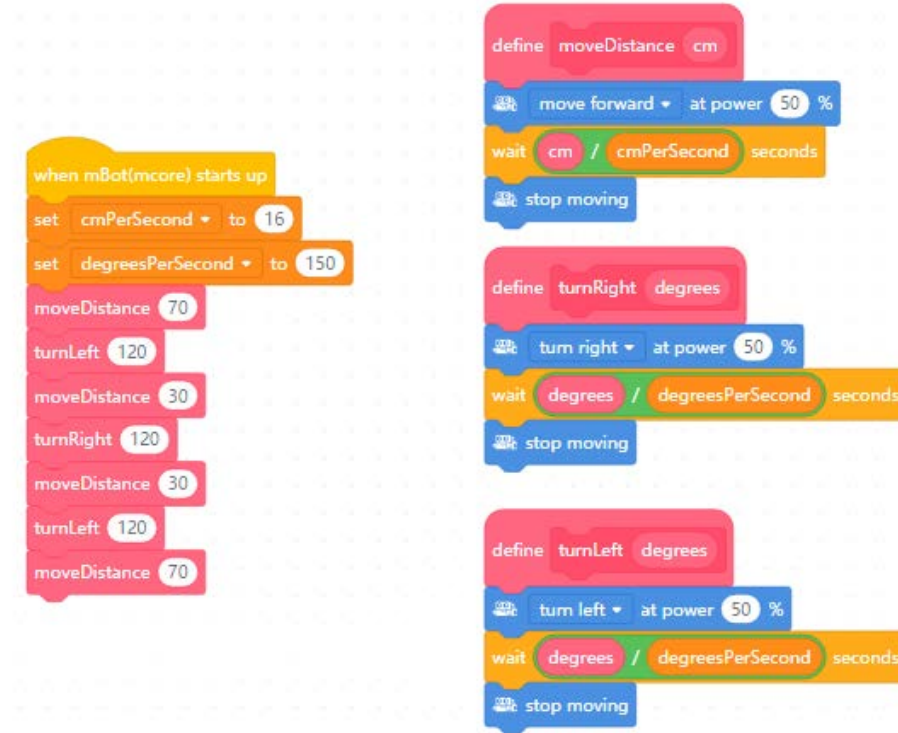 when mBot(mcore) starts up
set cmPerSecond to 16
set degreesPerSecond to 150
moveDistance 70
turnLeft 120
moveDistance 30
turnRight 120
moveDistance 30
turnLeft 120
moveDistance 70
define moveDistance cm
move forward at power 50 %
wait cm / cmPerSecond seconds
stop moving
define turnRight degrees
turn right at power 50 %
wait degrees / degreesPerSecond seconds
stop moving
define turnLeft degrees
turn left at power 50 %
wait degrees / degreesPerSecond seconds
stop moving